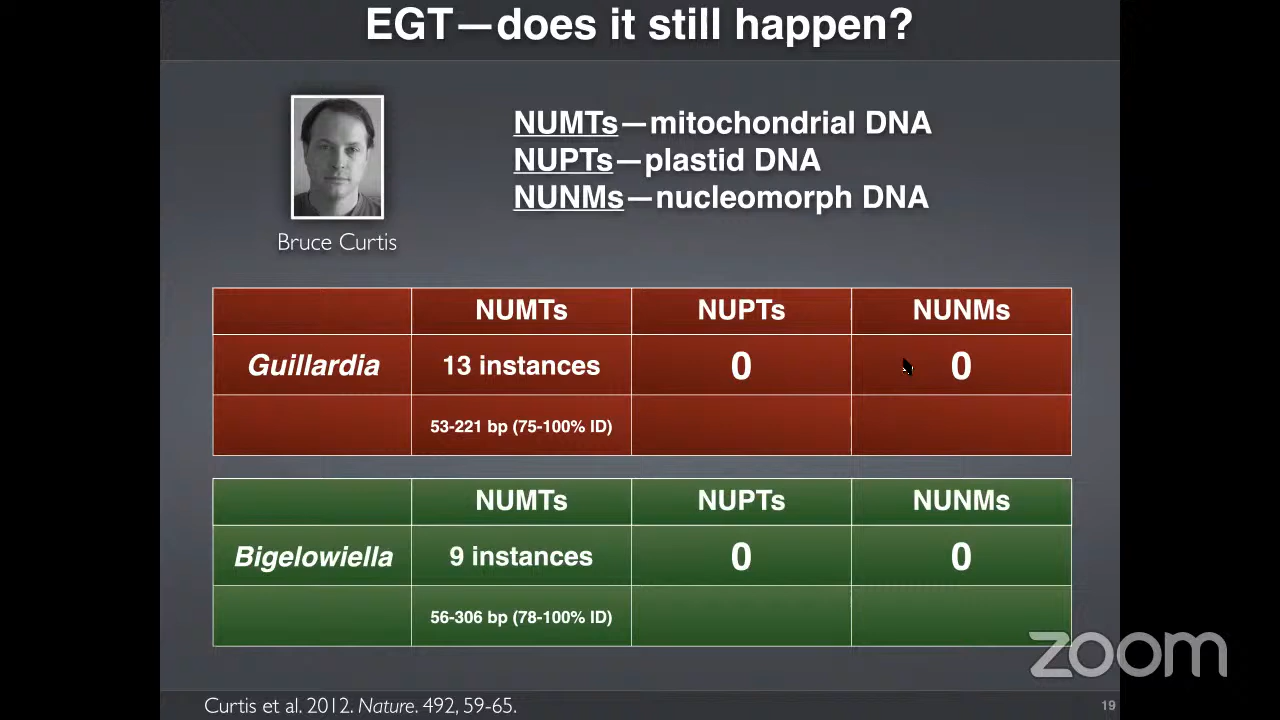 EGT—does it still happen?
NUMTs—mitochondrial DNA
NUPTs—plastid DNA
NUNMs—nucleomorph DNA
Bruce Curtis
NUMTs NUPTs NUNMs
Guillardia 13 instances 0 0
53-221 bp (75-100% ID)
NUMTs NUPTs NUNMs
Bigelowiella 9 instances 0 0
56-306 bp (78-100% ID)
zoom
Curtis et al. 2012. Nature. 492, 59-65.
19